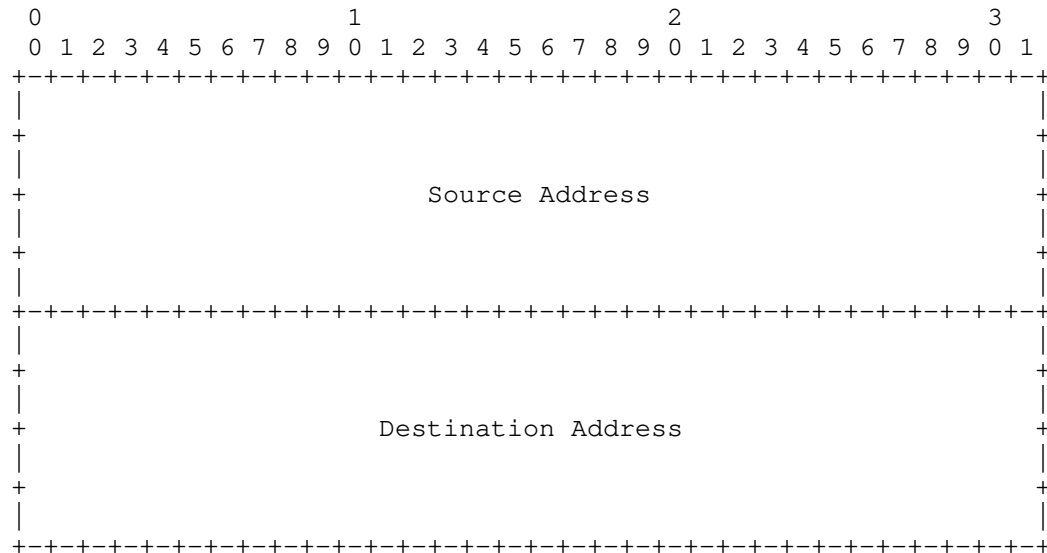 0                   1                   2                   3
0 1 2 3 4 5 6 7 8 9 0 1 2 3 4 5 6 7 8 9 0 1 2 3 4 5 6 7 8 9 0 1
Source Address
Destination Address